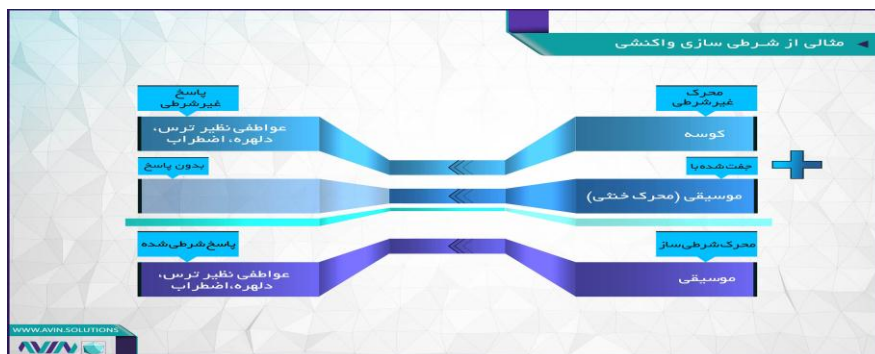 مثالی از شرطی سازی واکنشی
محرک
غیرشرطی
کوسه
پاسخ
غیرشرطی
عواطفی نظیر ترس،
دلهره، اضطراب
جفت شده با
موسیقی (محرک خنثی)
بدون پاسخ
محرک شرطی ساز
موسیقی
پاسخ شرطی شده
عواطفی نظیر ترس،
دلهره،اضطراب
WWW.AVIN.SOLUTIONS
AVIN